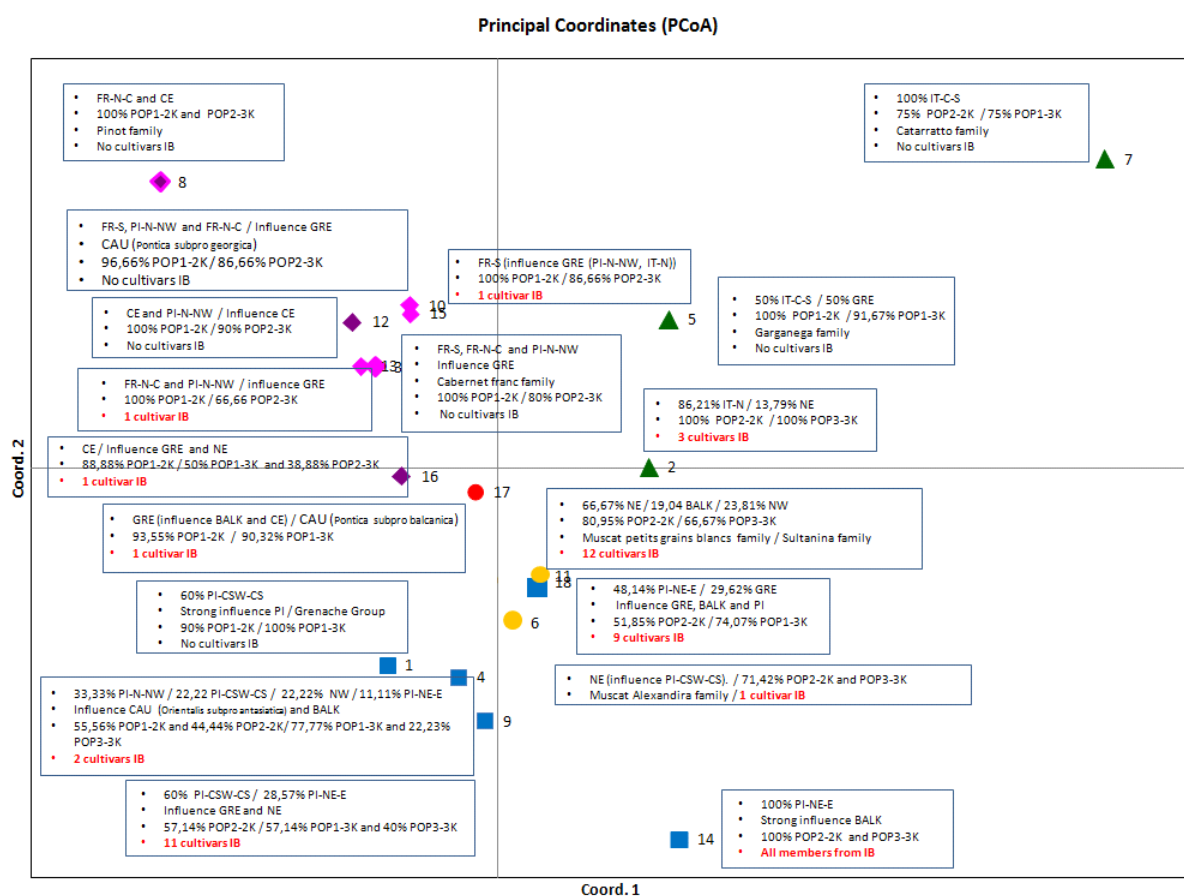 Principal Coordinates (PCoA)
• FR-N-C and CE
• 100% POP1-2K and POP2-3K
• Pinot family
• No cultivars IB
• 100% IT-C-S
• 75% POP2-2K / 75% POP1-3K
• Catarratto family
• No cultivars IB
7
8
• FR-S, PI-N-NW and FR-N-C / Influence GRE
• CAU (Pontica subpro georgica)
• 96,66% POP1-2K / 86,66% POP2-3K
• No cultivars IB
• FR-S (influence GRE (PI-N-NW, IT-N))
• 100% POP1-2K / 86,66% POP2-3K
• 1 cultivar IB
• 50% IT-C-S / 50% GRE
• 100% POP1-2K / 91,67% POP1-3K
• Garganega family
• No cultivars IB
10
15
5
• CE and PI-N-NW / Influence CE
• 100% POP1-2K / 90% POP2-3K
• No cultivars IB
12
• FR-S, FR-N-C and PI-N-NW
• Influence GRE
• Cabernet franc family
• 100% POP1-2K / 80% POP2-3K
• No cultivars IB
13
• FR-N-C and PI-N-NW / influence GRE
• 100% POP1-2K / 66,66 POP2-3K
• 1 cultivar IB
• 86,21% IT-N / 13,79% NE
• 100% POP2-2K / 100% POP3-3K
• 3 cultivars IB
• CE / Influence GRE and NE
• 88,88% POP1-2K / 50% POP1-3K and 38,88% POP2-3K
• 1 cultivar IB
16
2
17
Coord. 2
• GRE (influence BALK and CE) / CAU (Pontica subpro balcanica)
• 93,55% POP1-2K / 90,32% POP1-3K
• 1 cultivar IB
• 66,67% NE / 19,04 BALK / 23,81% NW
• 80,95% POP2-2K / 66,67% POP3-3K
• Muscat petits grains blancs family / Sultanina family
• 12 cultivars IB
11
18
• 60% PI-CSW-CS
• Strong influence PI / Grenache Group
• 90% POP1-2K / 100% POP1-3K
• No cultivars IB
• 48,14% PI-NE-E / 29,62% GRE
• Influence GRE, BALK and PI
• 51,85% POP2-2K / 74,07% POP1-3K
• 9 cultivars IB
6
1
4
• NE (influence PI-CSW-CS). / 71,42% POP2-2K and POP3-3K
• Muscat Alexandira family / 1 cultivar IB
• 33,33% PI-N-NW / 22,22 PI-CSW-CS / 22,22% NW / 11,11% PI-NE-E
• Influence CAU (Orientalis subpro antasiatica) and BALK
• 55,56% POP1-2K and 44,44% POP2-2K/ 77,77% POP1-3K and 22,23%
POP3-3K
• 2 cultivars IB
9
• 60% PI-CSW-CS / 28,57% PI-NE-E
• Influence GRE and NE
• 57,14% POP2-2K / 57,14% POP1-3K and 40% POP3-3K
• 11 cultivars IB
14
• 100% PI-NE-E
• Strong influence BALK
• 100% POP2-2K and POP3-3K
• All members from IB
Coord. 1